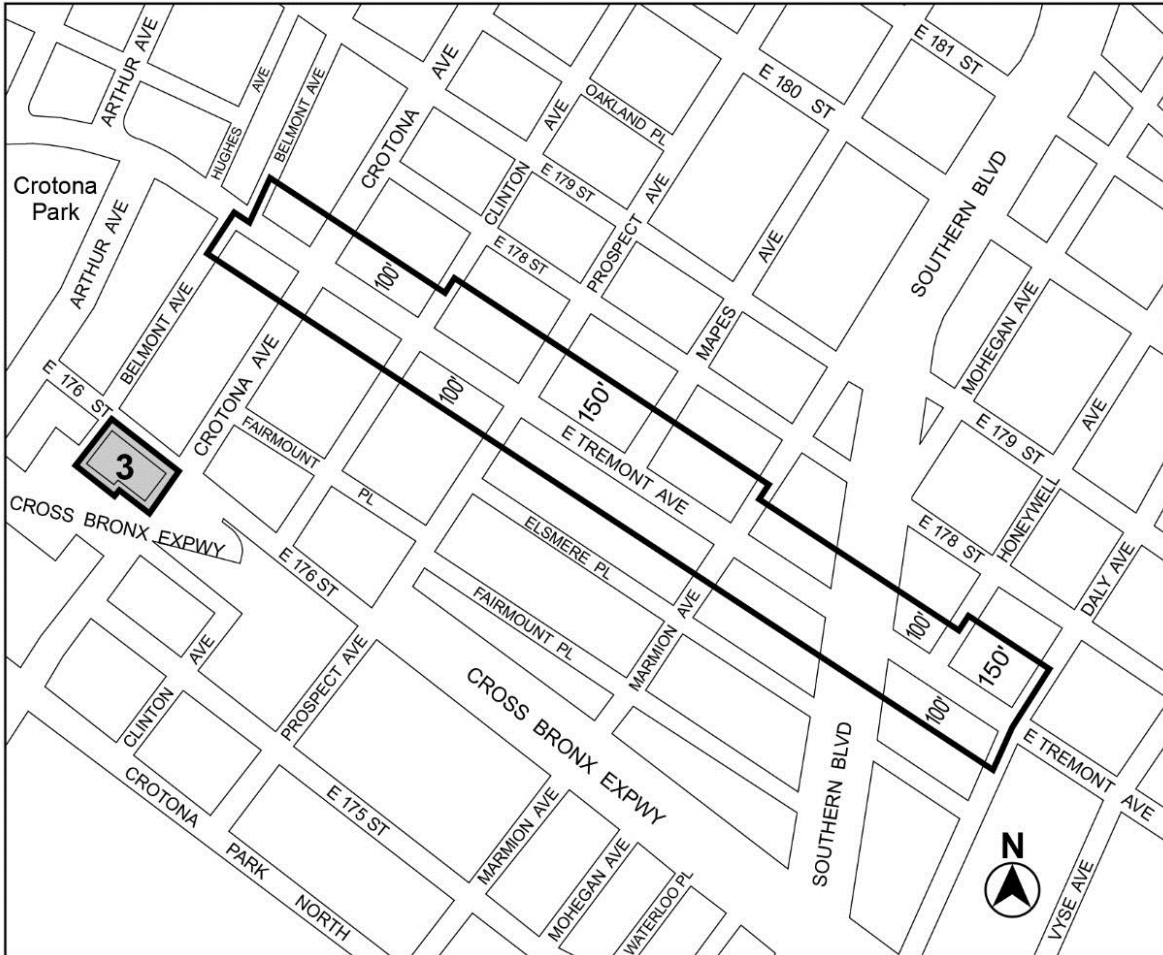 ARTHUR AVE
HUGHES AVE
BELMONT AVE
CROTONA AVE
CLINTON AVE
OAKLAND PL
E 180 ST
E 181 ST
E 179 ST
E 178 ST
PROSPECT AVE
MAPES AVE
SOUTHERN BLVD
MOHEGAN AVE
E 179 ST
HONEYWELL AVE
E 178 ST
DALY AVE
Crotona
Park
ARTHUR AVE
BELMONT AVE
E 176 ST
CROTONA AVE
100'
150'
100'
E TREMONT AVE
100'
150'
100'
E TREMONT AVE
3
FAIRMOUNT PL
CROSS BRONX EXPWY
E 176 ST
ELSMERE PL
FAIRMOUNT PL
MARMION AVE
CROSS BRONX EXPWY
CLINTON AVE
PROSPECT AVE
CROTONA PARK NORTH
E 175 ST
MARMION AVE
MOHEGAN AVE
WATERLOO PL
SOUTHERN BLVD
N
VYSE AVE